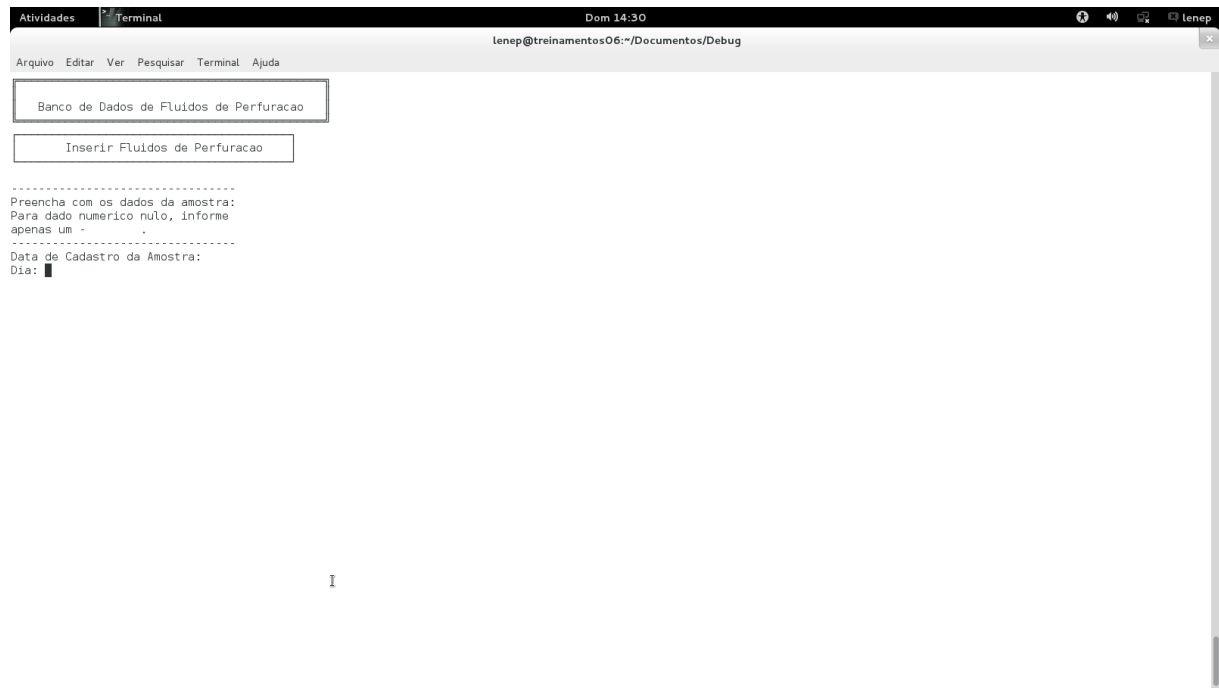 Atividades Terminal Dom 14:30 lenep
lenep@treinamentos06:~/Documentos/Debug
Arquivo Editar Ver Pesquisar Terminal Ajuda
Banco de Dados de Fluidos de Perfuracao
Inserir Fluidos de Perfuracao
---------------------------------
Preencha com os dados da amostra:
Para dado numerico nulo, informe
apenas um - .
---------------------------------
Data de Cadastro da Amostra:
Dia: